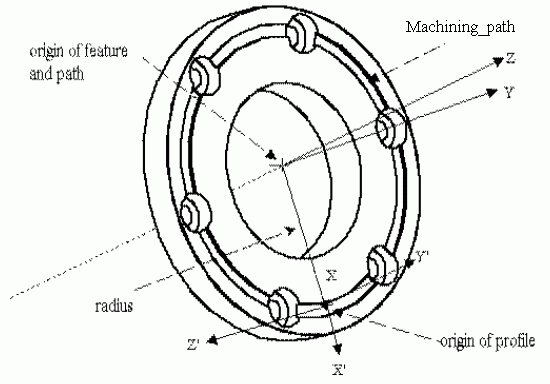 Machining_path
origin of feature
and path
Z
Y
X
Y'
radius
Z'
origin of profile
X'